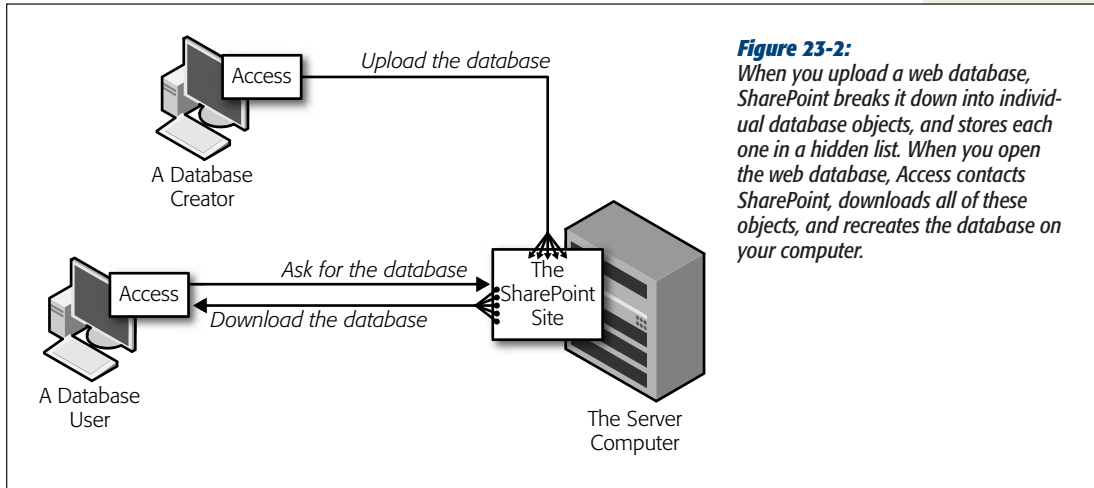 Access
Upload the database
A Database
Creator
Access
Ask for the database
Download the database
A Database
User
The
SharePoint
Site
The Server
Computer
Figure 23-2:
When you upload a web database,
SharePoint breaks it down into individ-
ual database objects, and stores each
one in a hidden list. When you open
the web database, Access contacts
SharePoint, downloads all of these
objects, and recreates the database on
your computer.